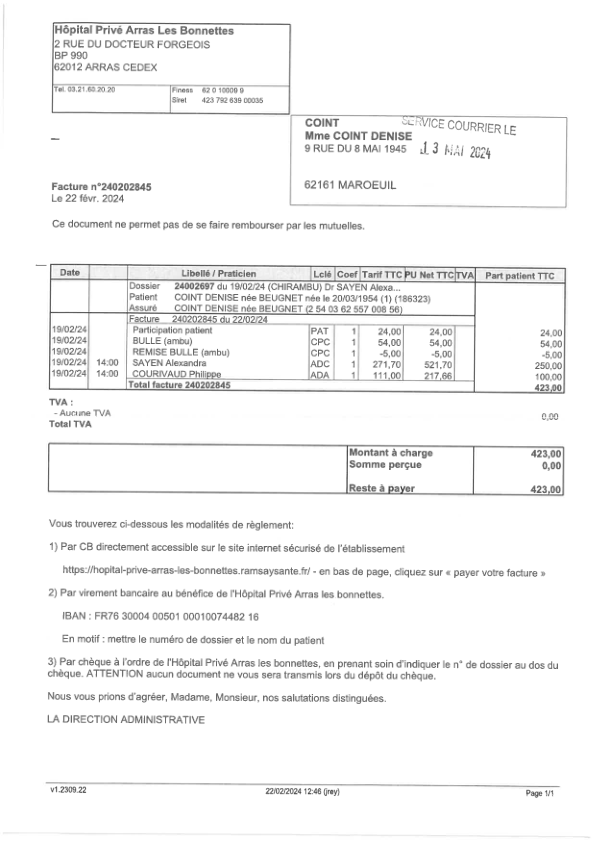 Hôpital Privé Arras Les Bonnettes
2 RUE DU DOCTEUR FORGEOIS
BP 990
62012 ARRAS CEDEX
Tel. 03.21.60.20.20 Finess 62 0 10009 9
Siret 423 792 639 00035
COINT SERVICE COURRIER LE
Mme COINT DENISE
9 RUE DU 8 MAI 1945 13 MAI 2024
62161 MAROEUIL
Facture n°240202845
Le 22 févr. 2024
Ce document ne permet pas de se faire rembourser par les mutuelles.
Date Libellé / Praticien Lclé Coef Tarif TTC PU Net TTC TVA Part patient TTC
Dossier 24002697 du 19/02/24 (CHIRAMBU) Dr SAYEN Alexa...
Patient COINT DENISE née BEUGNET née le 20/03/1954 (1) (186323)
Assuré COINT DENISE née BEUGNET (2 54 03 62 557 008 56)
Facture 240202845 du 22/02/24
19/02/24 Participation patient PAT 1 24,00 24,00 24,00
19/02/24 BULLE (ambu) CPC 1 54,00 54,00 54,00
19/02/24 REMISE BULLE (ambu) CPC 1 -5,00 -5,00 -5,00
19/02/24 14:00 SAYEN Alexandra ADC 1 271,70 521,70 250,00
19/02/24 14:00 COURIVAUD Philippe ADA 1 111,00 217,66 100,00
Total facture 240202845 423,00
TVA :
- Aucune TVA 0,00
Total TVA
Montant à charge 423,00
Somme perçue 0,00
Reste à payer 423,00
Vous trouverez ci-dessous les modalités de règlement:
1) Par CB directement accessible sur le site internet sécurisé de l'établissement
https://hopital-prive-arras-les-bonnettes.ramsaysante.fr/ - en bas de page, cliquez sur « payer votre facture »
2) Par virement bancaire au bénéfice de l'Hôpital Privé Arras les bonnettes.
IBAN : FR76 30004 00501 00010074482 16
En motif : mettre le numéro de dossier et le nom du patient
3) Par chèque à l'ordre de l'Hôpital Privé Arras les bonnettes, en prenant soin d'indiquer le n° de dossier au dos du
chèque. ATTENTION aucun document ne vous sera transmis lors du dépôt du chèque.
Nous vous prions d'agréer, Madame, Monsieur, nos salutations distinguées.
LA DIRECTION ADMINISTRATIVE
v1.2309.22 22/02/2024 12:46 (jrey) Page 1/1